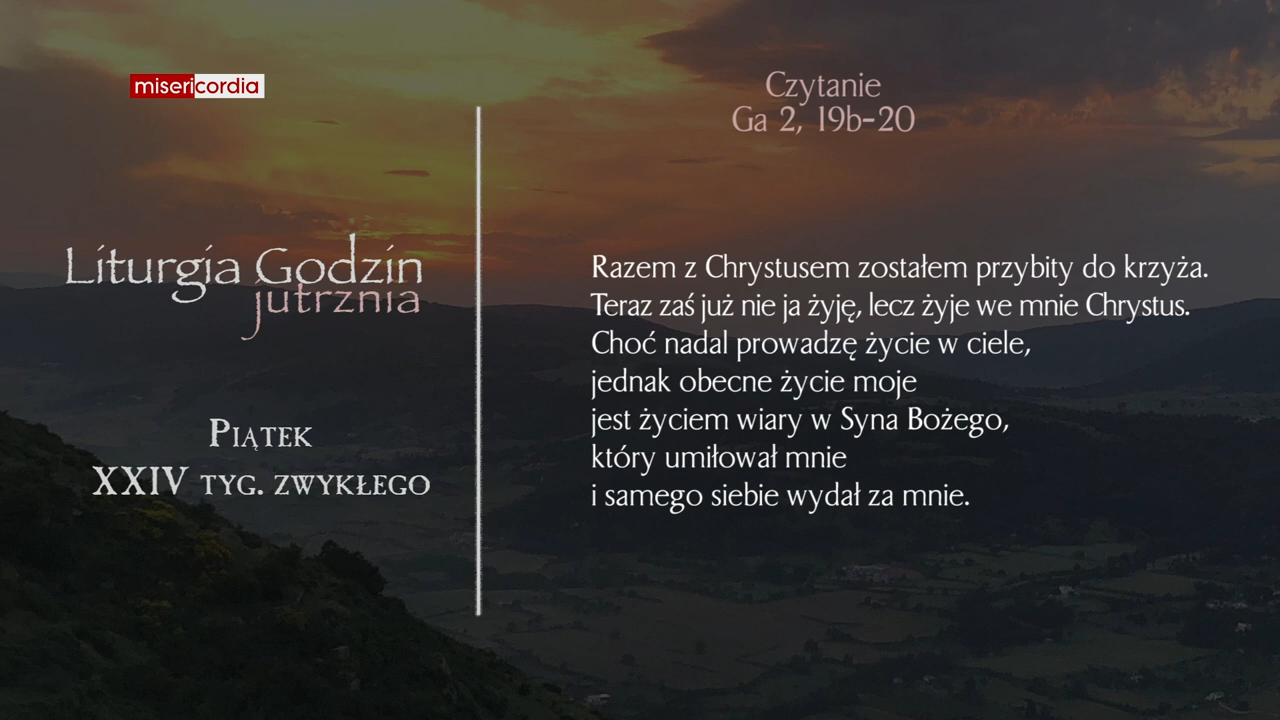 misericordia
Liturgia Godzin
jutrznia
Piątek
XXIV tyg. zwykłego
Czytanie
Ga 2, 19b-20
Razem z Chrystusem zostałem przybity do krzyża.
Teraz zaś już nie ja żyję, lecz żyje we mnie Chrystus.
Choć nadal prowadzę życie w ciele,
jednak obecne życie moje
jest życiem wiary w Syna Bożego,
który umiłował mnie
i samego siebie wydał za mnie.